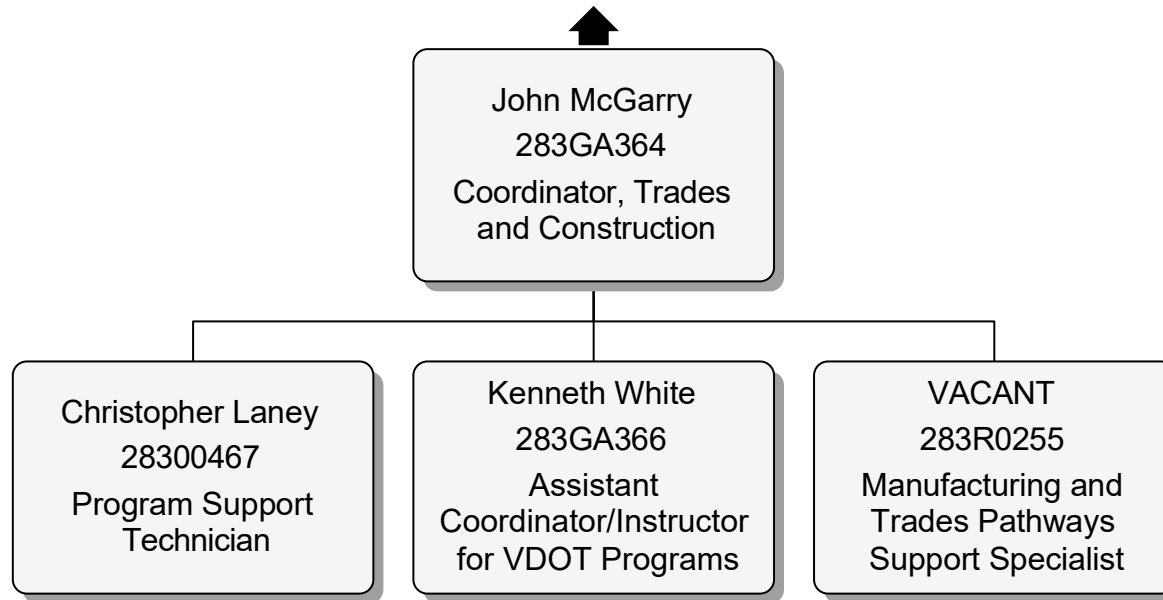 John McGarry
283GA364
Coordinator, Trades
and Construction
Christopher Laney
28300467
Program Support
Technician
Kenneth White
283GA366
Assistant
Coordinator/Instructor
for VDOT Programs
VACANT
283R0255
Manufacturing and
Trades Pathways
Support Specialist